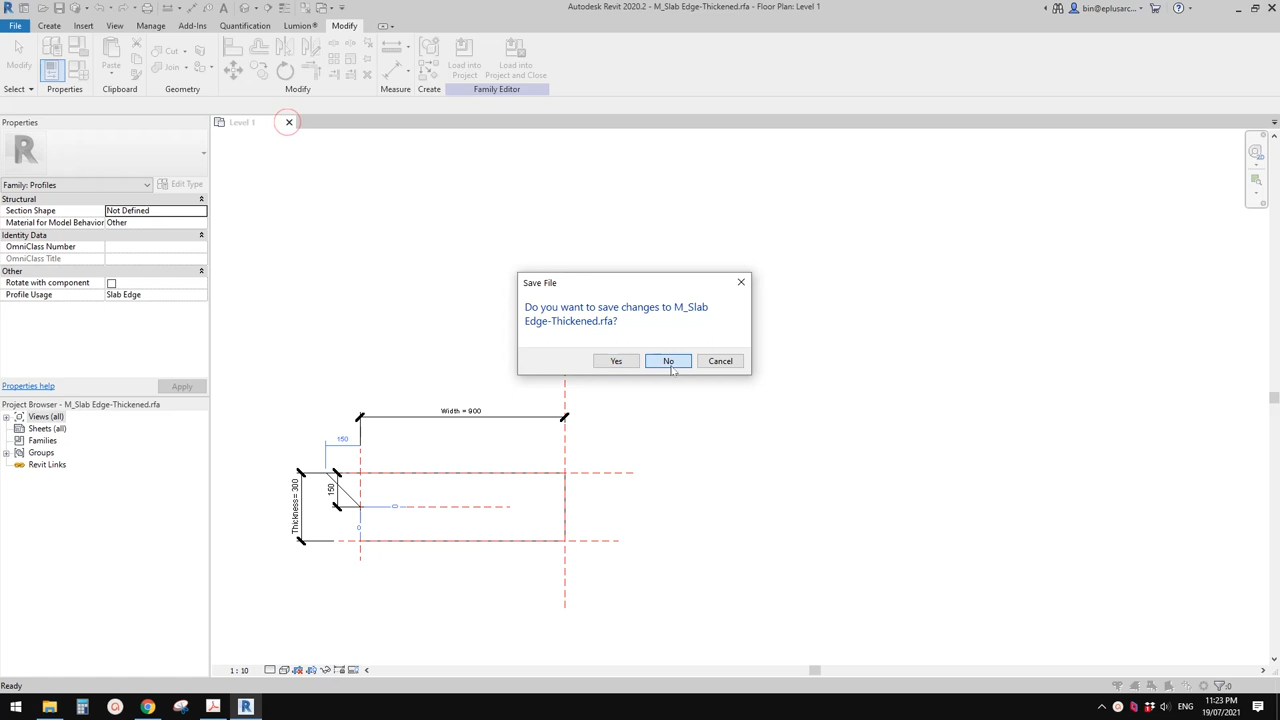 Autodesk Revit 2020.2 - M_Slab Edge-Thickened.rfa - Floor Plan: Level 1
bin@eplusarc...
File Create Insert View Manage Add-Ins Quantification Lumion® Modify
Modify
Paste
Cut
Join
Load into
Project
Load into
Project and Close
Select Properties Clipboard Geometry Modify Measure Create Family Editor
Properties
Level 1
Family: Profiles
Edit Type
Structural
Section Shape Not Defined
Material for Model Behavior Other
Identity Data
OmniClass Number
OmniClass Title
Other
Rotate with component
Profile Usage Slab Edge
Properties help
Apply
Project Browser - M_Slab Edge-Thickened.rfa
Views (all)
Sheets (all)
Families
Groups
Revit Links
Save File
Do you want to save changes to M_Slab
Edge-Thickened.rfa?
Yes No Cancel
Width = 900
150
Thickness = 300
150
0
0
1 : 10
Ready
:0
ENG
11:23 PM
19/07/2021